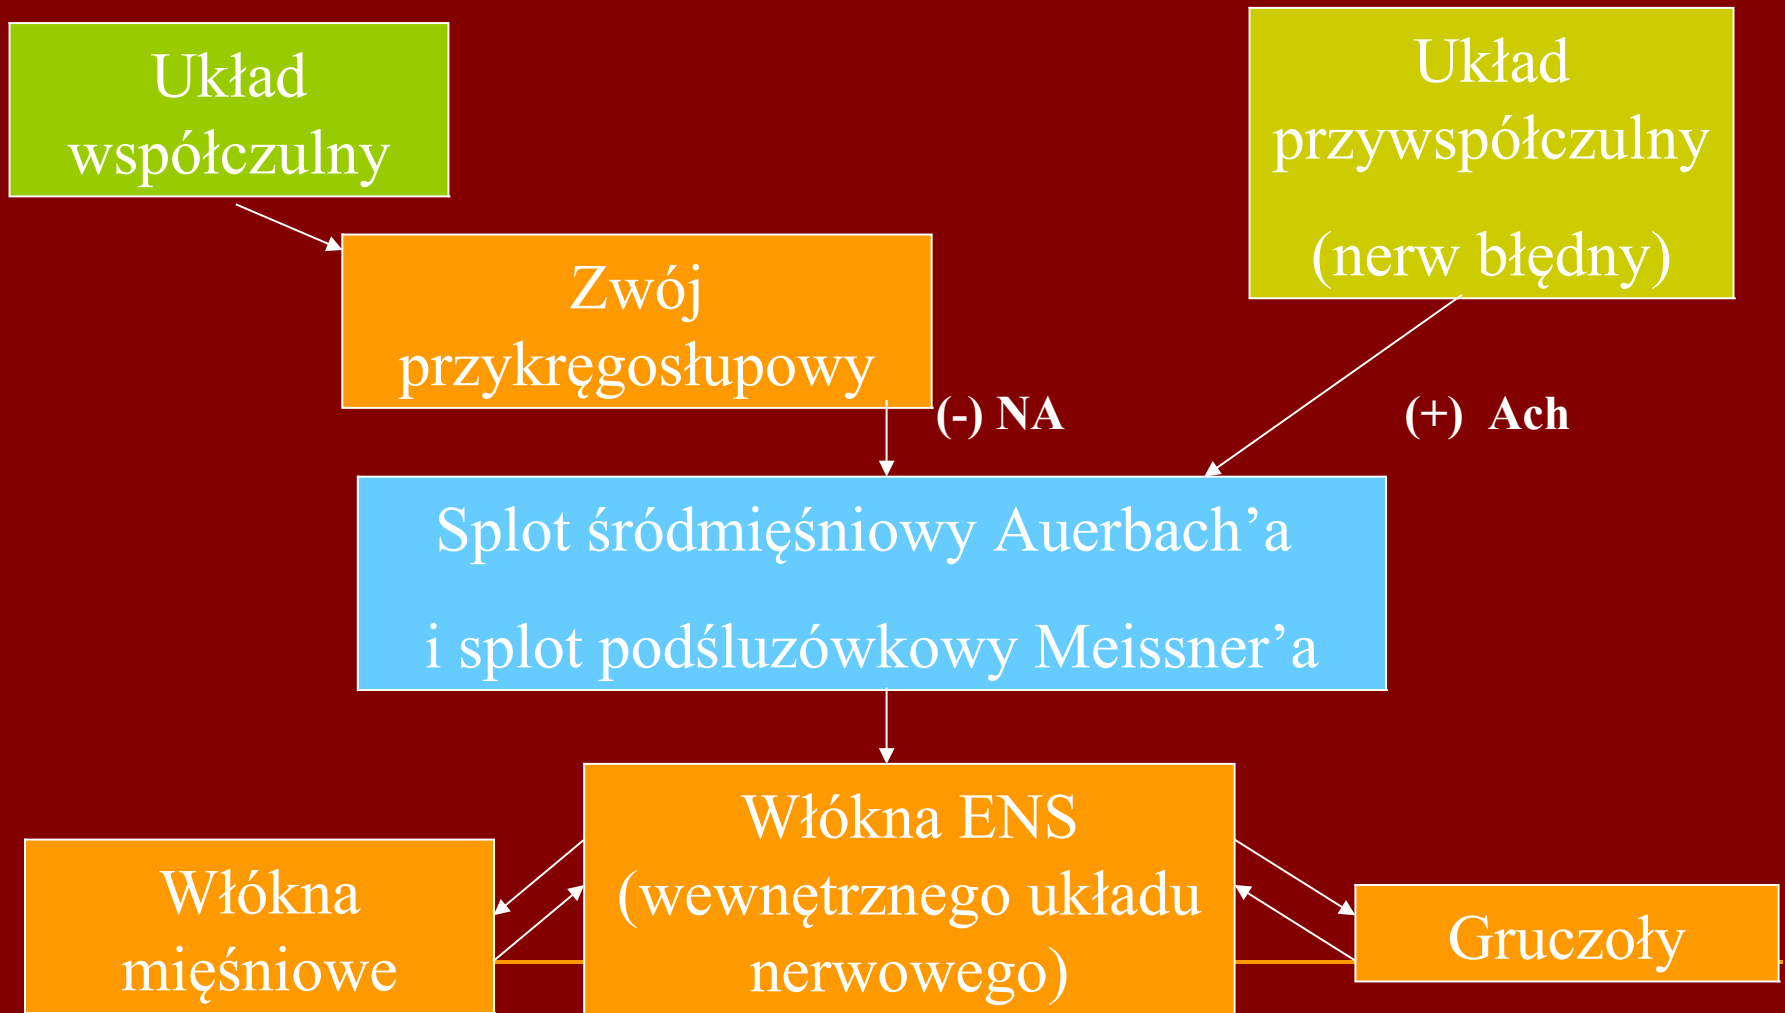 Układ
współczulny
Układ
przywspółczulny
(nerw błędny)
Zwój
przykręgosłupowy
(-) NA
(+) Ach
Splot śródmięśniowy Auerbach’a
i splot podśluzówkowy Meissner’a
Włókna ENS
(wewnętrznego układu
nerwowego)
Włókna
mięśniowe
Gruczoły